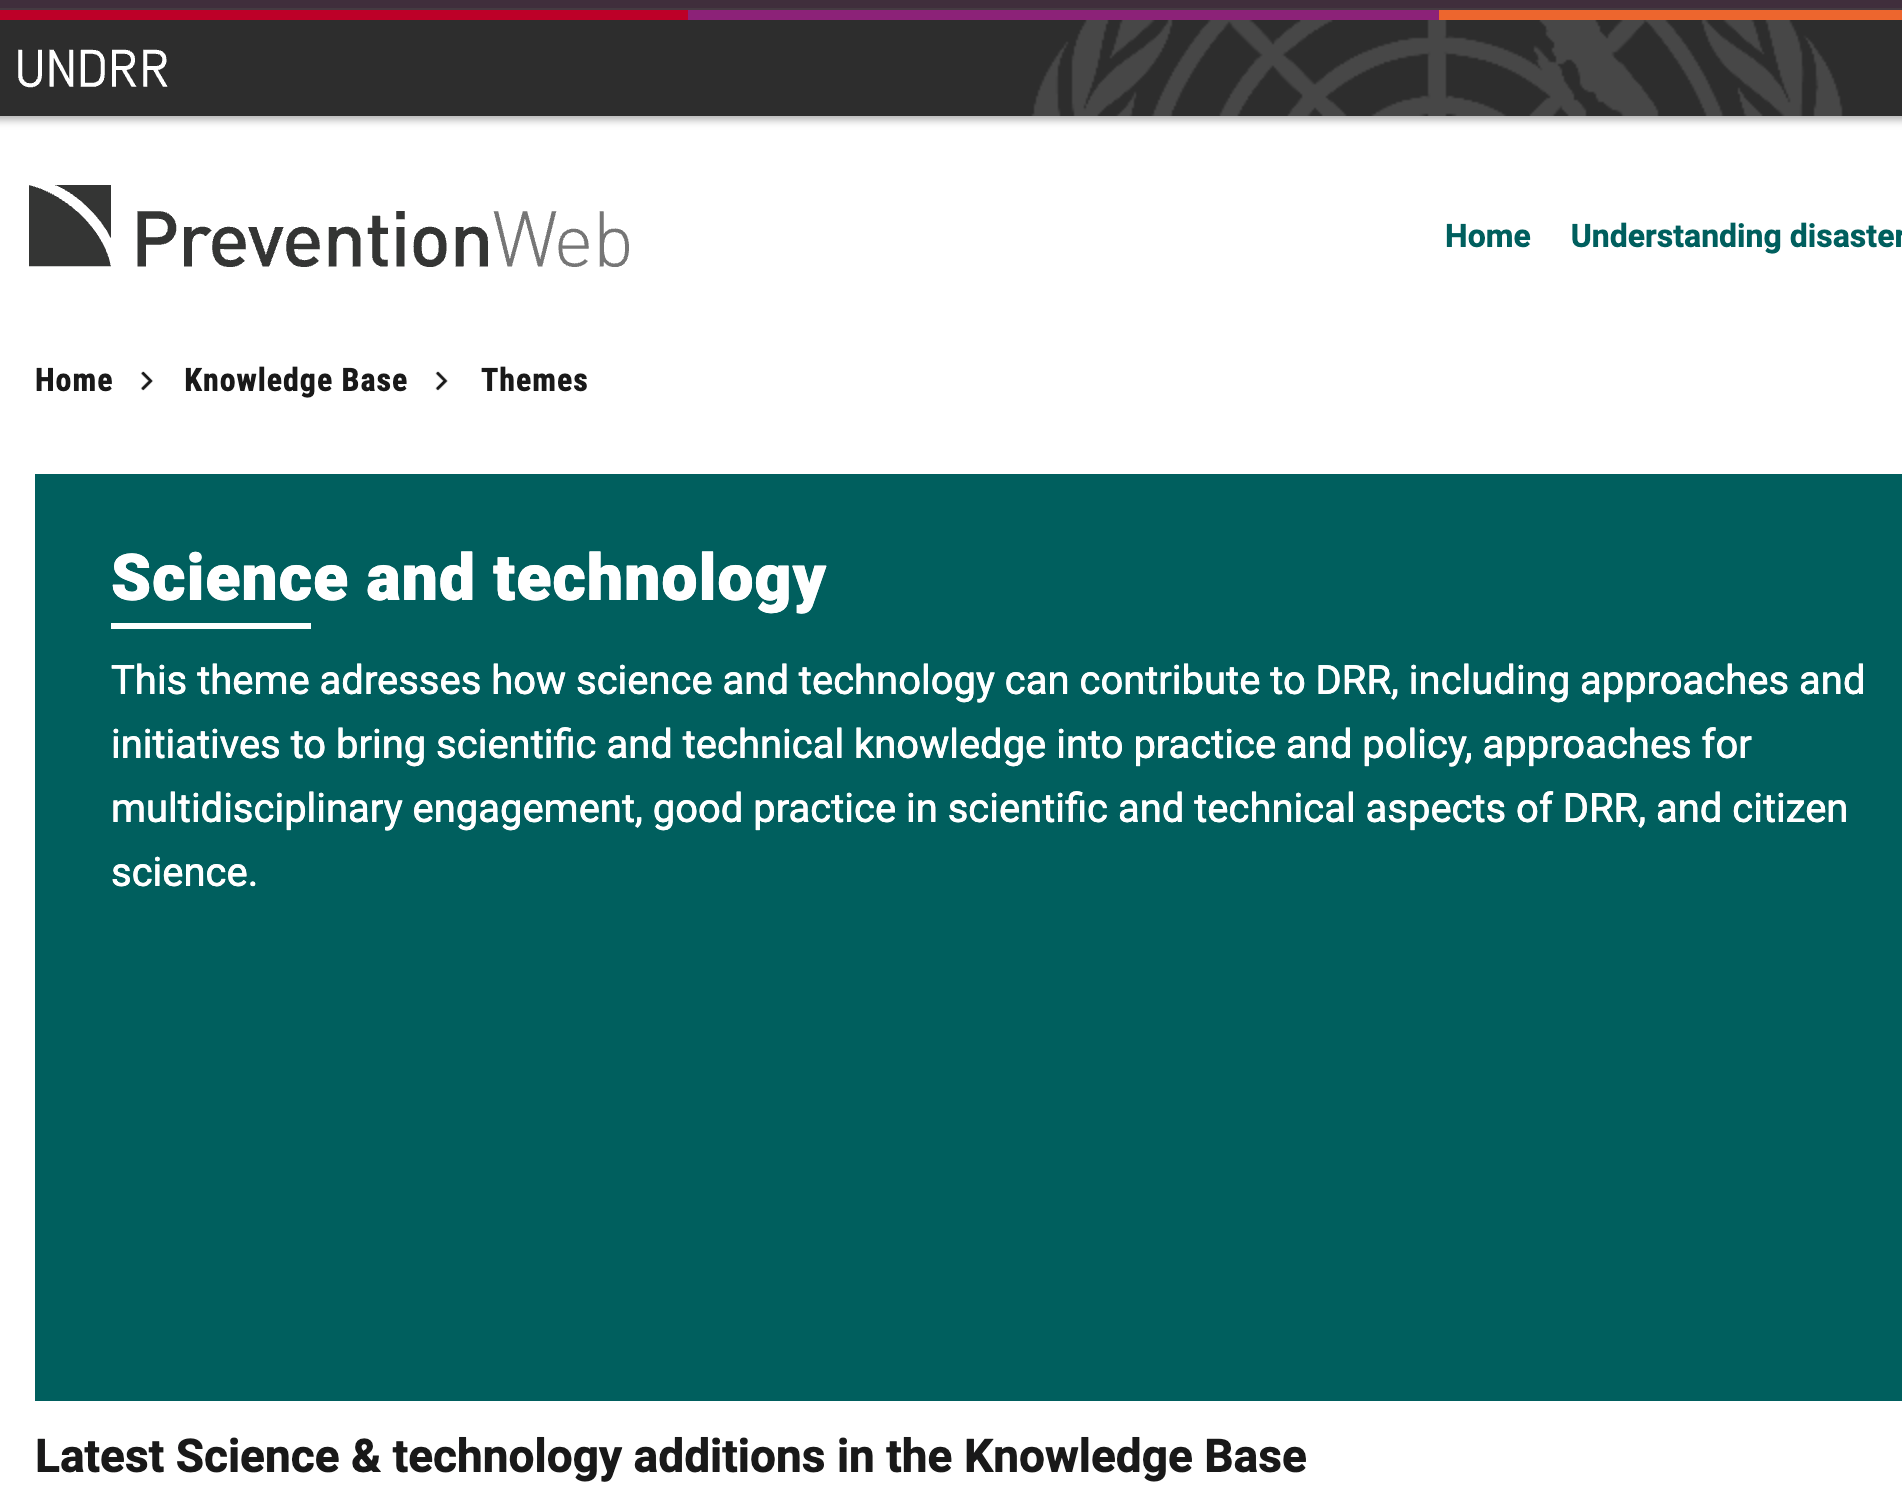 UNDRR
PreventionWeb
Home Understanding disaster
Home > Knowledge Base > Themes
Science and technology
This theme adresses how science and technology can contribute to DRR, including approaches and
initiatives to bring scientific and technical knowledge into practice and policy, approaches for
multidisciplinary engagement, good practice in scientific and technical aspects of DRR, and citizen
science.
Latest Science & technology additions in the Knowledge Base